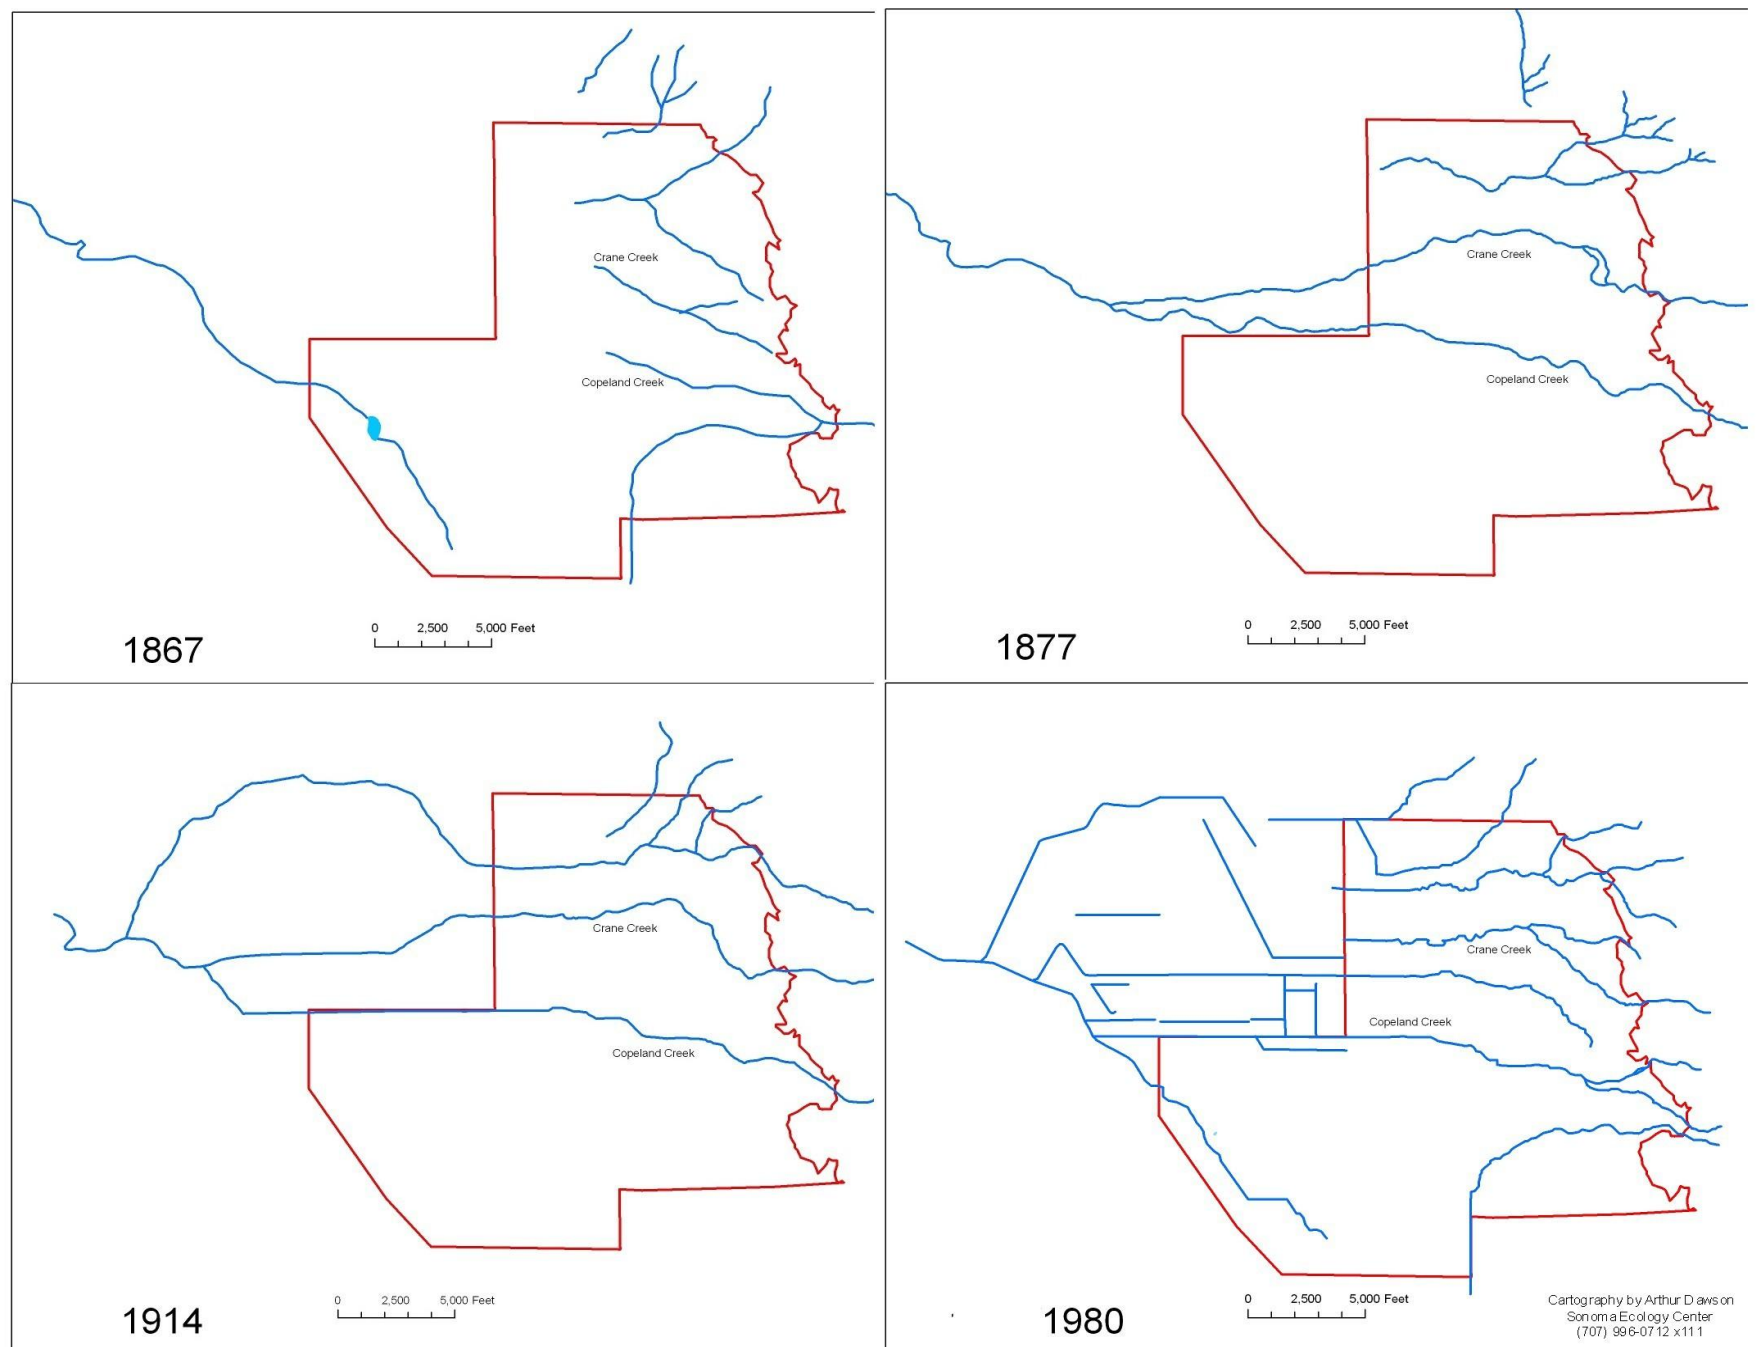 Crane Creek
Copeland Creek
0 2,500 5,000 Feet
1867
Crane Creek
Copeland Creek
0 2,500 5,000 Feet
1877
Crane Creek
Copeland Creek
0 2,500 5,000 Feet
1914
Crane Creek
Copeland Creek
0 2,500 5,000 Feet
1980
Cartography by Arthur Dawson
Sonoma Ecology Center
(707) 996-0712 x111